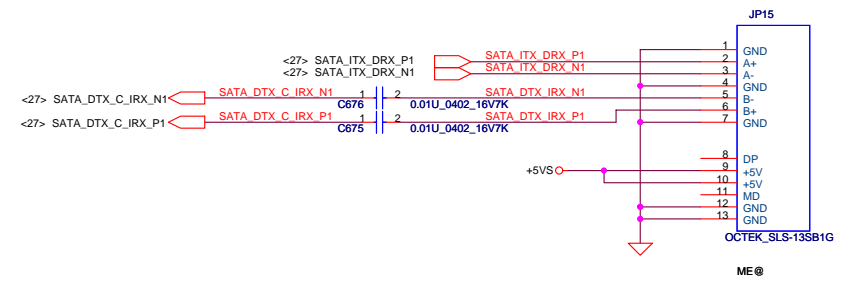 JP15
1 GND
<27> SATA_ITX_DRX_P1 SATA_ITX_DRX_P1 2 A+
<27> SATA_ITX_DRX_N1 SATA_ITX_DRX_N1 3 A-
4 GND
<27> SATA_DTX_C_IRX_N1 SATA_DTX_C_IRX_N1 1 2 SATA_DTX_IRX_N1 5 B-
C676 0.01U_0402_16V7K
6 B+
<27> SATA_DTX_C_IRX_P1 SATA_DTX_C_IRX_P1 1 2 SATA_DTX_IRX_P1 7 GND
C675 0.01U_0402_16V7K
8 DP
+5VS 9 +5V
10 +5V
11 MD
12 GND
13 GND
OCTEK_SLS-13SB1G
ME@